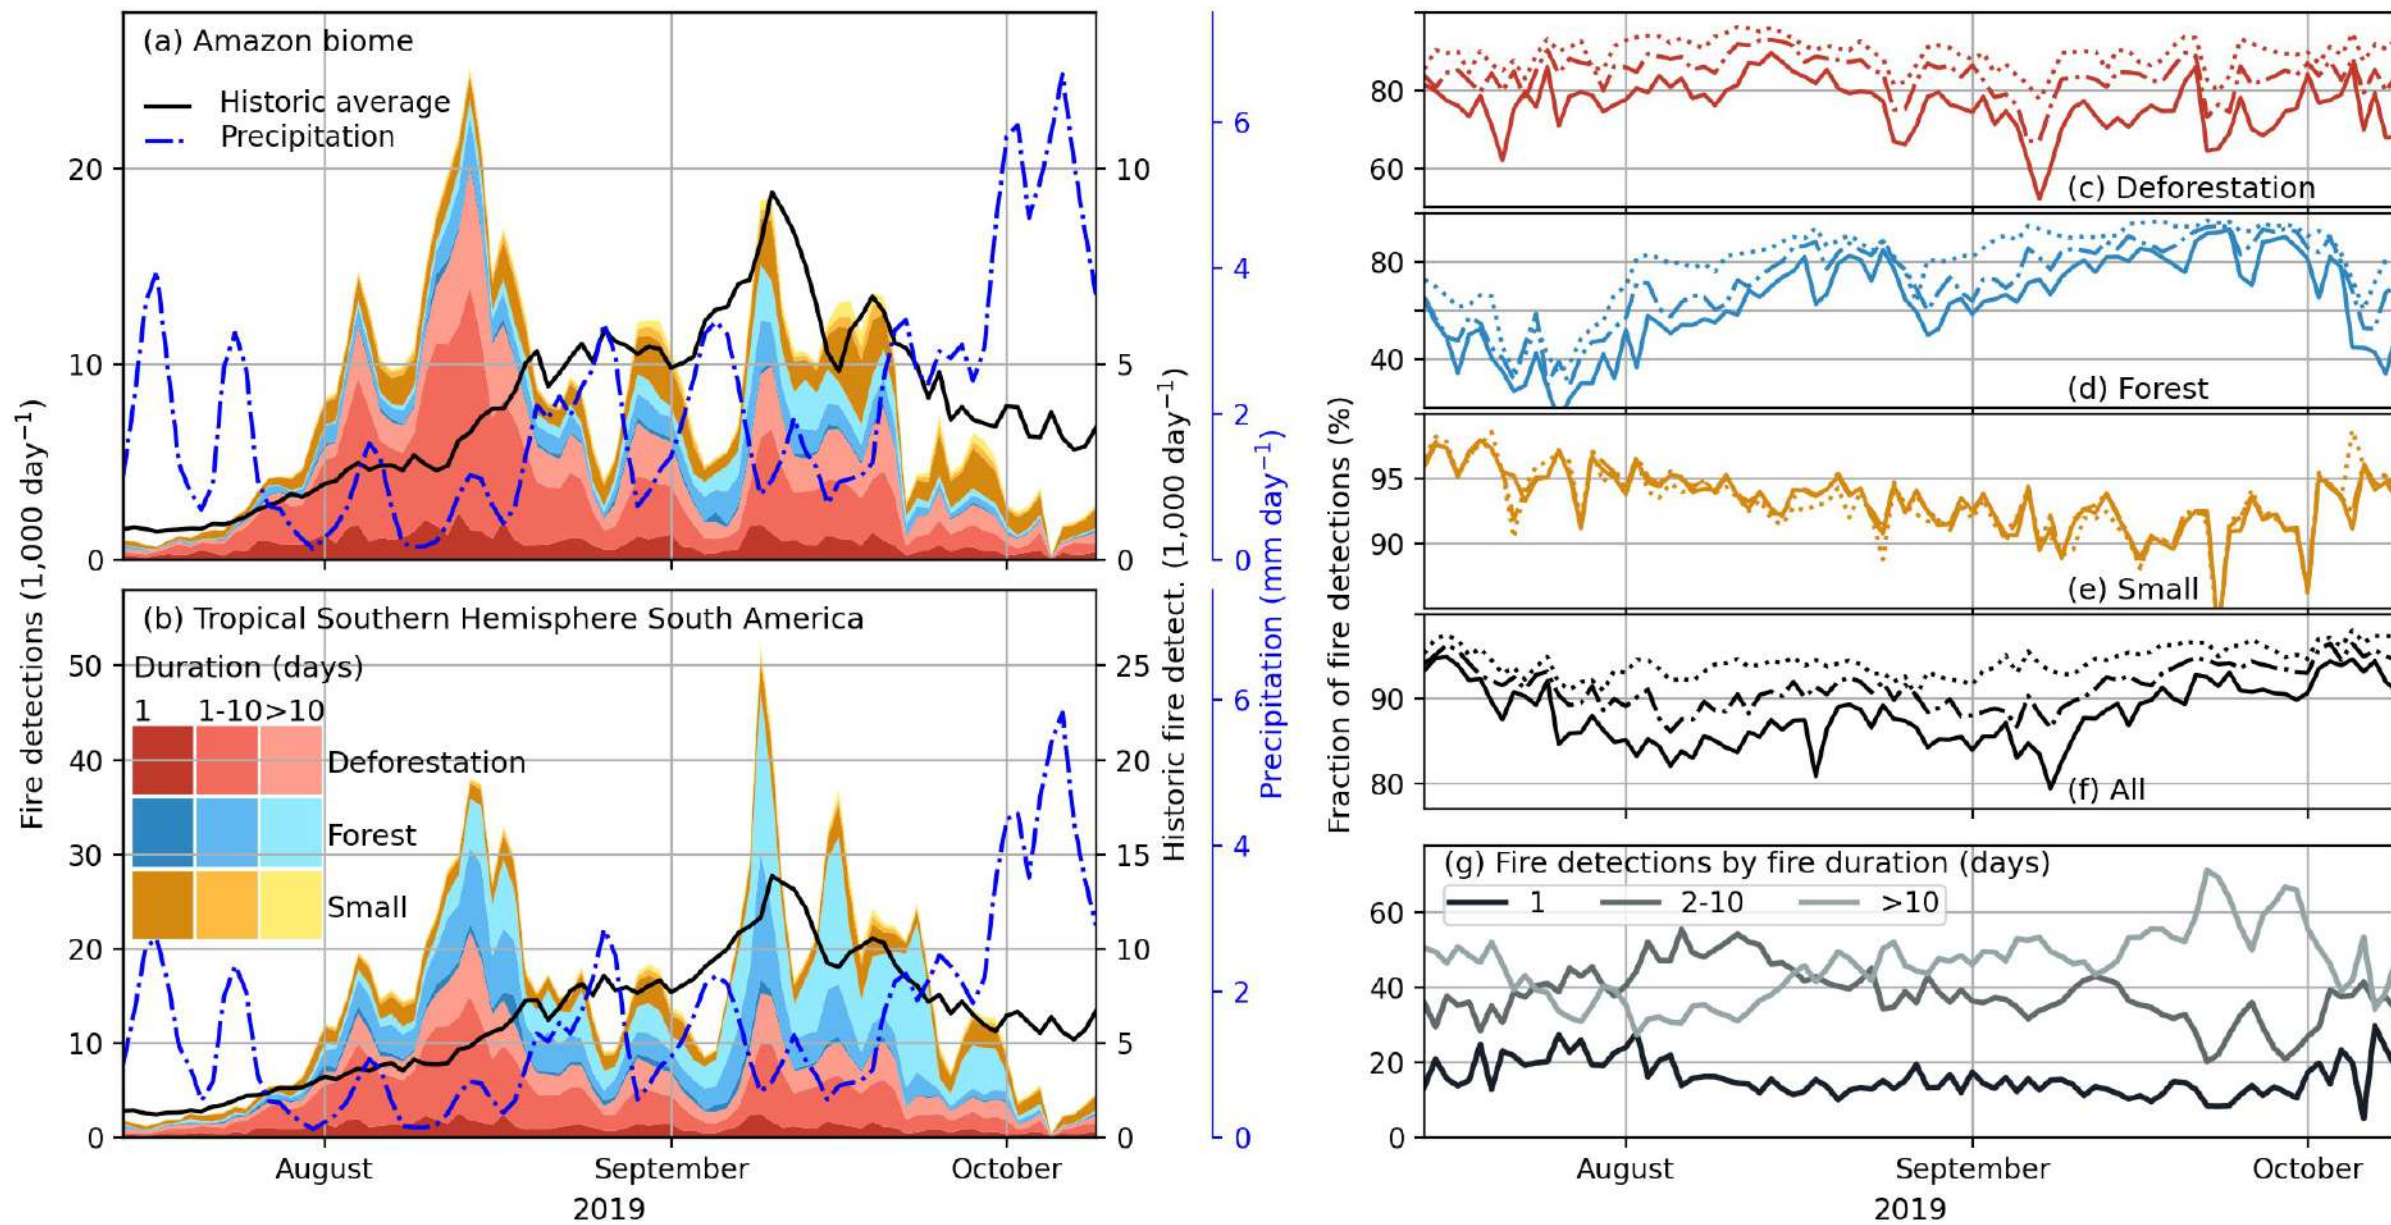 (a) Amazon biome
Historic average
Precipitation
20
10
0
10
5
0
6
4
2
0
(b) Tropical Southern Hemisphere South America
Duration (days)
1 1-10 >10
Deforestation
Forest
Small
50
40
30
20
10
0
25
20
15
10
5
0
6
4
2
0
Fire detections (1,000 day⁻¹)
Historic fire detect. (1,000 day⁻¹)
Precipitation (mm day⁻¹)
August September October
2019
Fraction of fire detections (%)
80
60
(c) Deforestation
80
40
(d) Forest
95
90
(e) Small
90
80
(f) All
(g) Fire detections by fire duration (days)
1 2-10 >10
60
40
20
0
August September October
2019